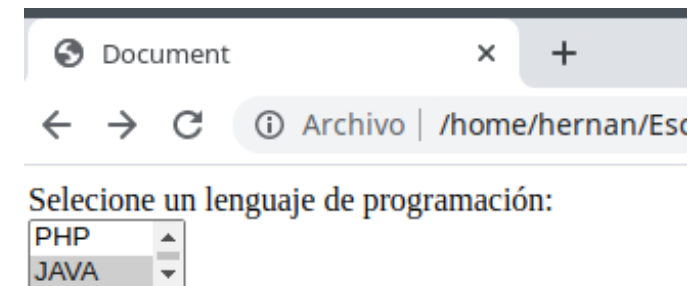 Document
Archivo /home/hernan/Esc
Selecione un lenguaje de programación:
PHP
JAVA